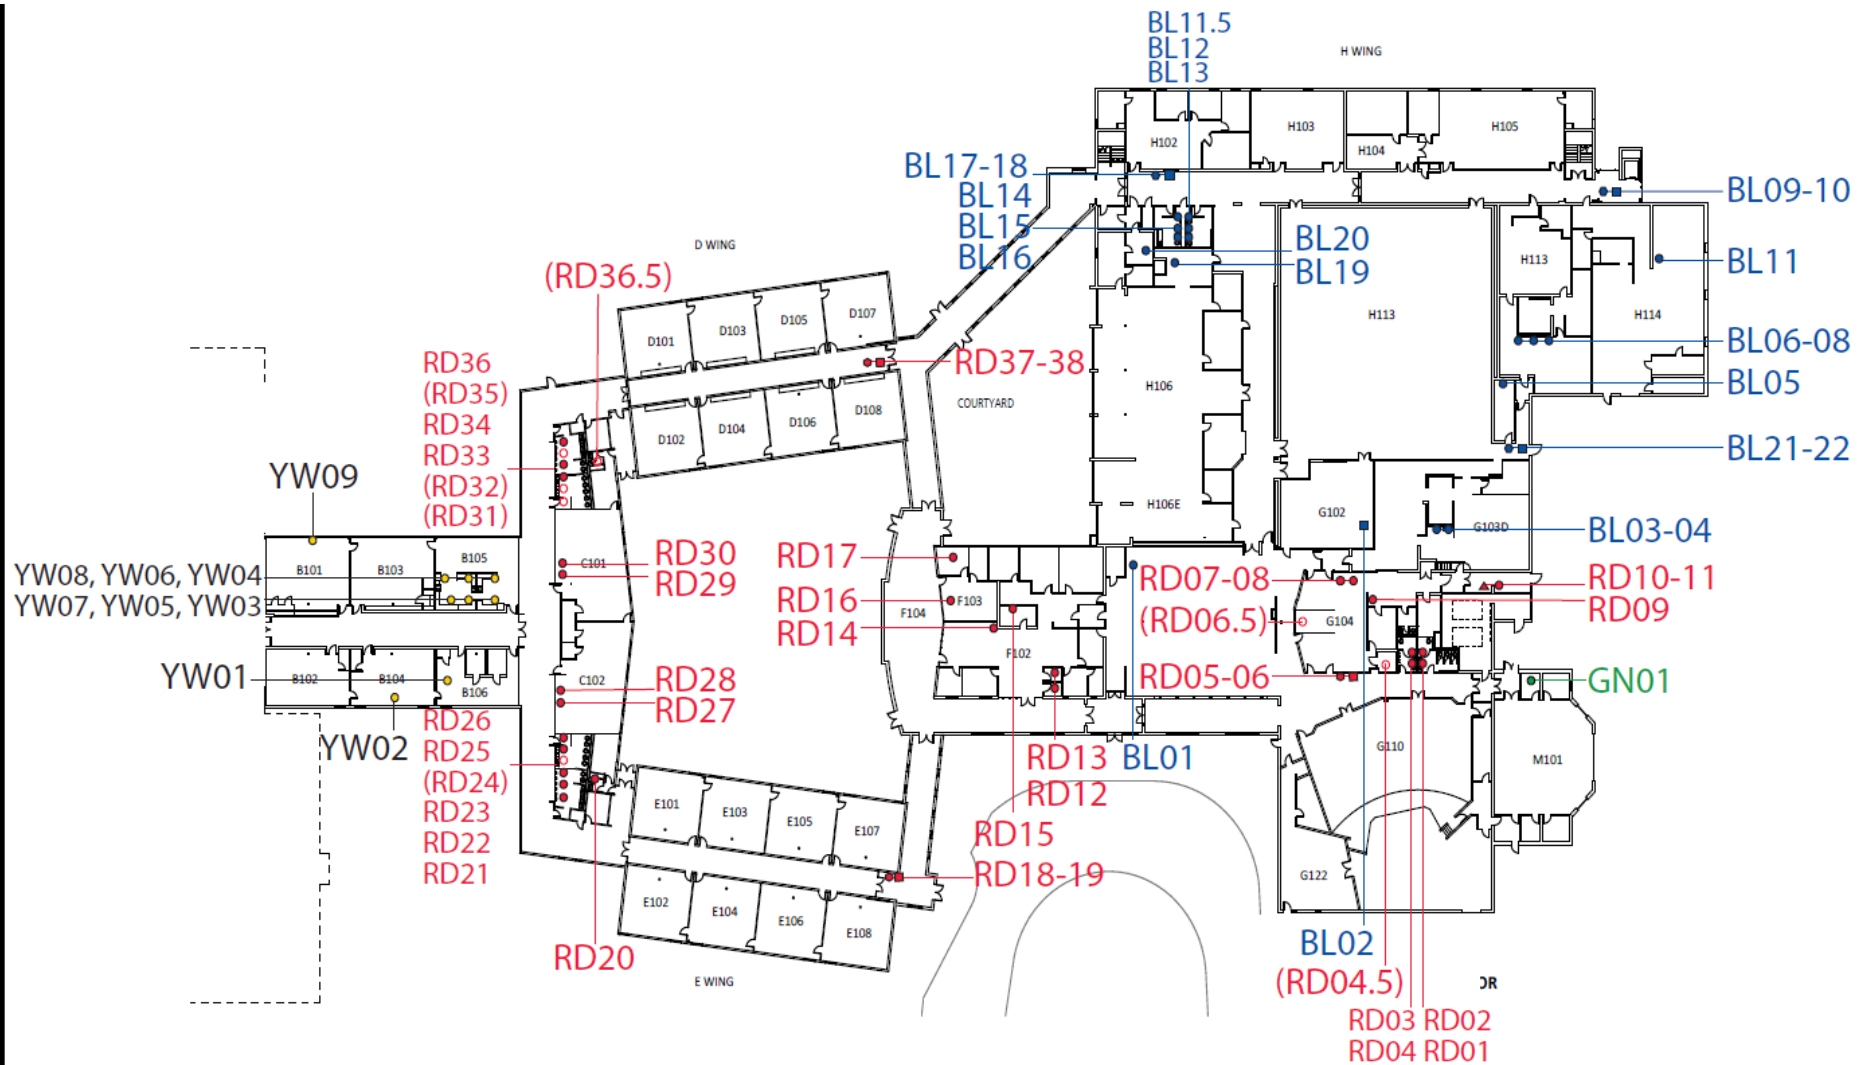 BL11.5
BL12
BL13
H WING
H102
H103
H104
H105
BL17-18
BL14
BL15
BL16
BL09-10
BL20
BL19
H113
BL11
D WING
(RD36.5)
D101
D103
D105
D107
H113
H114
BL06-08
RD36
(RD35)
RD34
RD33
(RD32)
(RD31)
RD37-38
H106
BL05
COURTYARD
D102
D104
D106
D108
BL21-22
YW09
H106E
G102
G103D
BL03-04
B101
B103
B105
C101
RD30
RD29
RD17
RD07-08
RD10-11
RD09
YW08, YW06, YW04
YW07, YW05, YW03
RD16
RD14
F103
F104
F102
(RD06.5)
G104
YW01
B102
B104
B106
C102
RD28
RD27
RD05-06
GN01
YW02
RD26
RD25
(RD24)
RD23
RD22
RD21
RD13
RD12
BL01
G110
M101
E101
E103
E105
E107
RD15
RD18-19
G122
E102
E104
E106
E108
RD20
BL02
(RD04.5)
E WING
OR
RD03 RD02
RD04 RD01